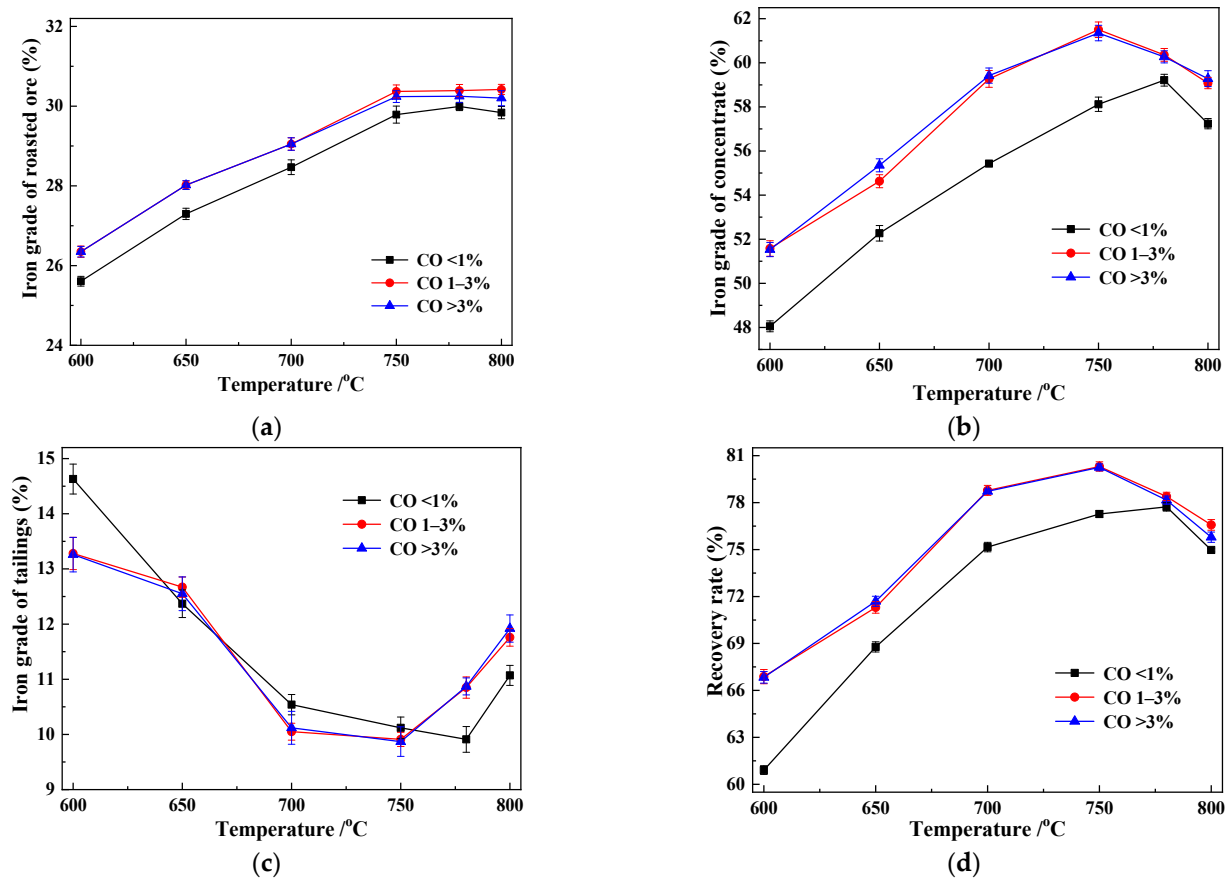 32
30
28
26
24
600
650
700
750
800
Iron grade of roasted ore (%)
Temperature /°C
CO <1%
CO 1–3%
CO >3%
(a)
62
60
58
56
54
52
50
48
600
650
700
750
800
Iron grade of concentrate (%)
Temperature /°C
CO <1%
CO 1–3%
CO >3%
(b)
15
14
13
12
11
10
9
600
650
700
750
800
Iron grade of tailings (%)
Temperature /°C
CO <1%
CO 1–3%
CO >3%
(c)
81
78
75
72
69
66
63
60
600
650
700
750
800
Recovery rate (%)
Temperature /°C
CO <1%
CO 1–3%
CO >3%
(d)